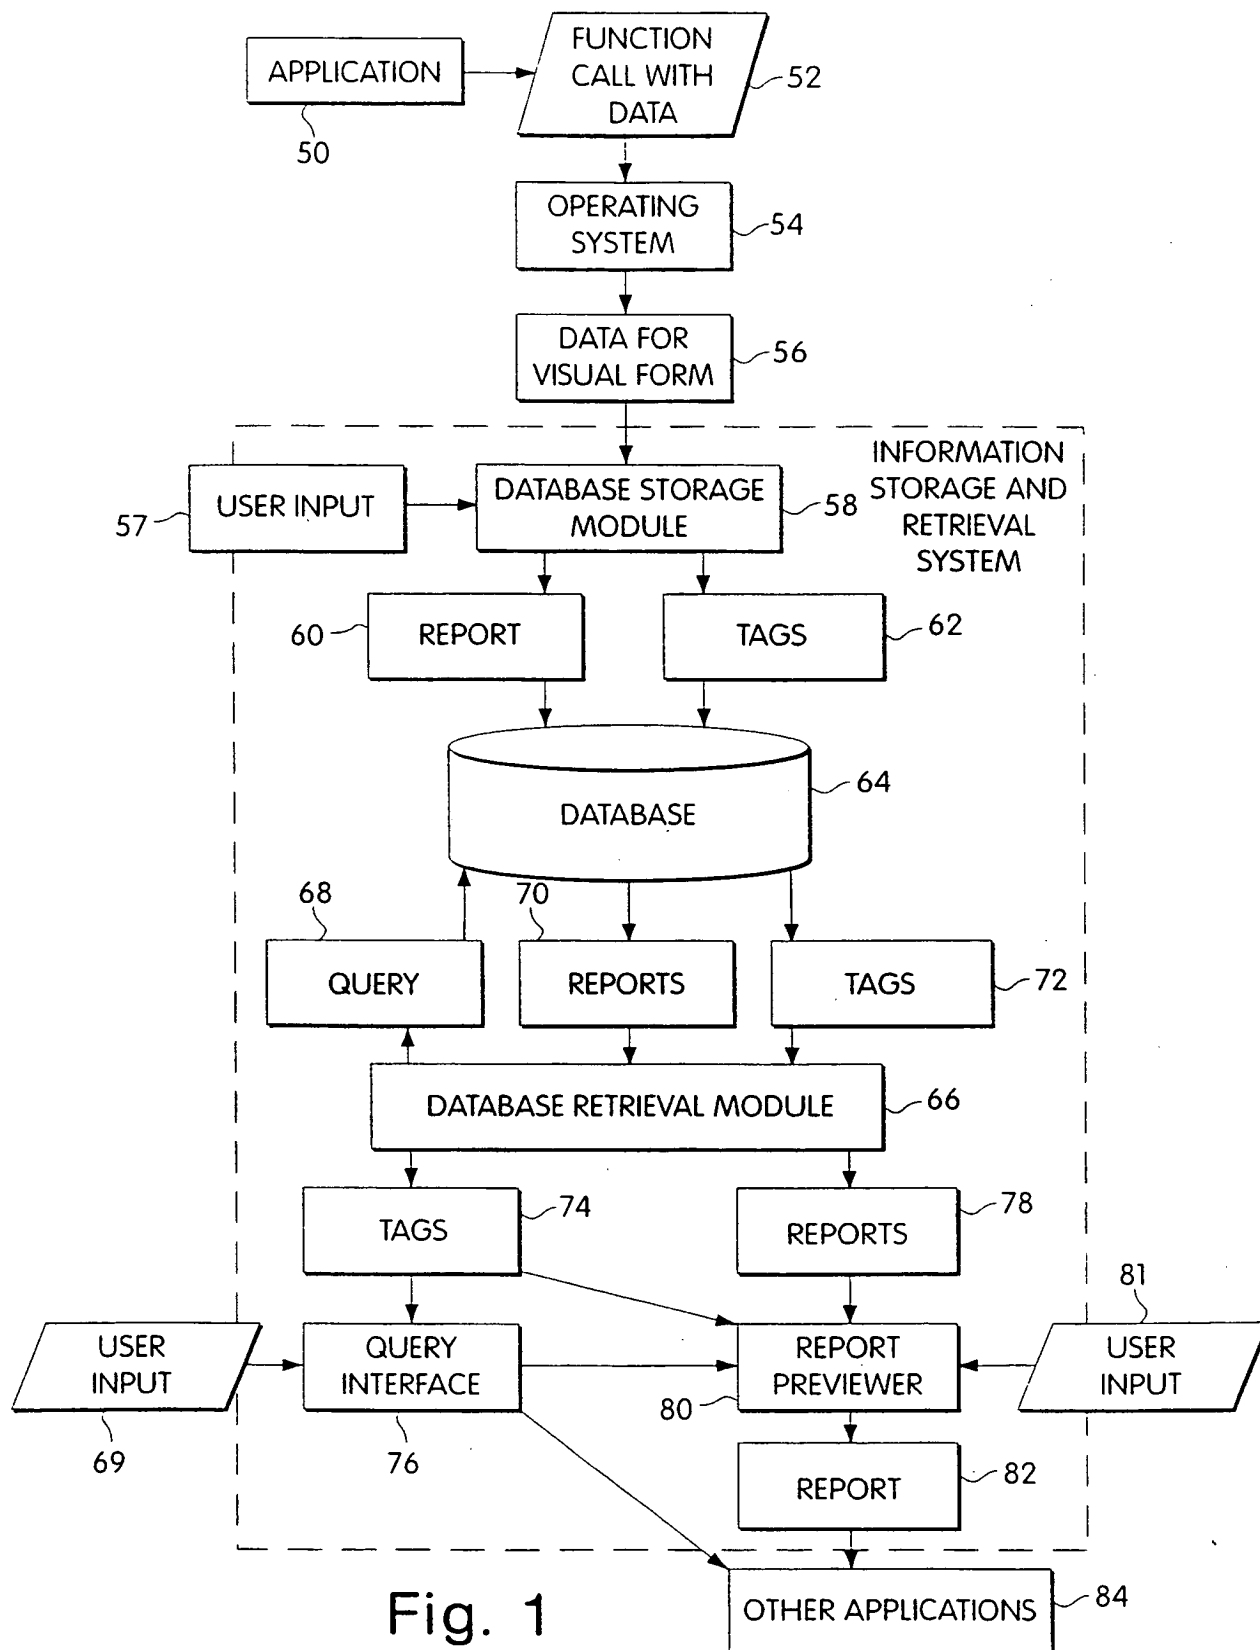 APPLICATION
50
FUNCTION
CALL WITH
DATA
52
OPERATING
SYSTEM
54
DATA FOR
VISUAL FORM
56
INFORMATION
STORAGE AND
RETRIEVAL
SYSTEM
USER INPUT
57
DATABASE STORAGE
MODULE
58
60
REPORT
TAGS
62
DATABASE
64
68
QUERY
70
REPORTS
TAGS
72
DATABASE RETRIEVAL MODULE
66
TAGS
74
REPORTS
78
81
USER
INPUT
69
QUERY
INTERFACE
76
REPORT
PREVIEWER
80
USER
INPUT
REPORT
82
OTHER APPLICATIONS
84
Fig. 1